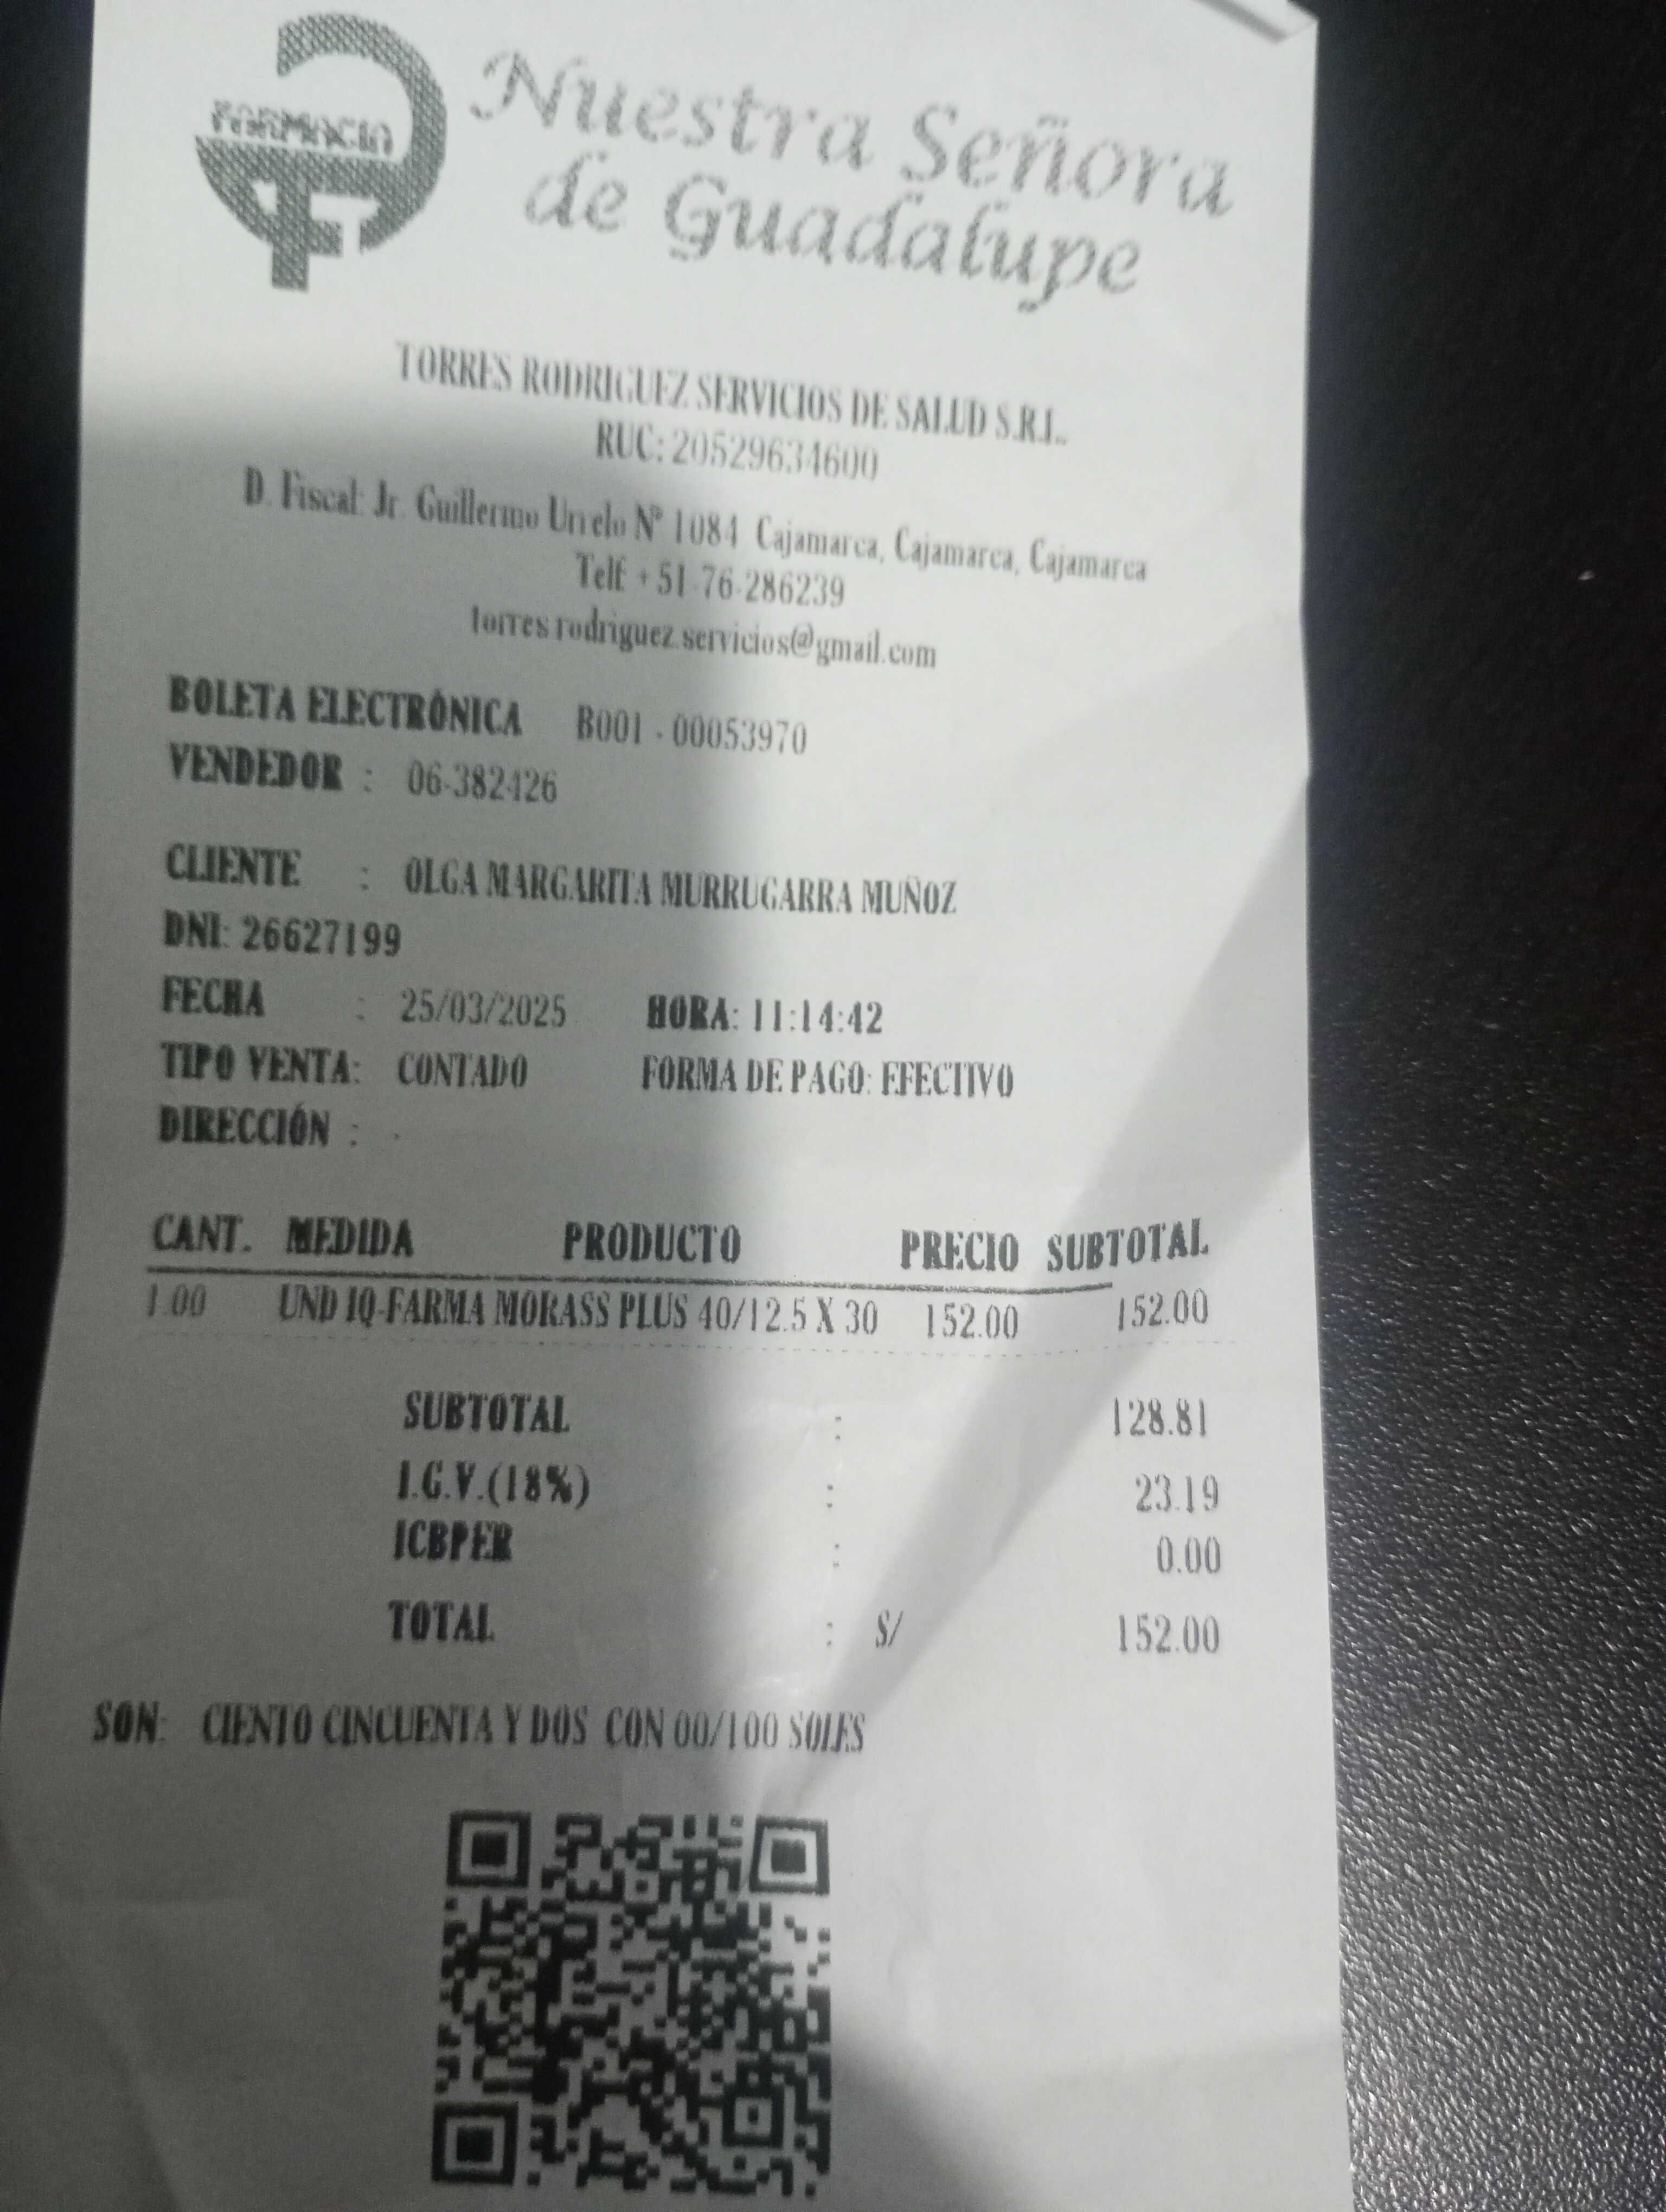 FARMACIA
Nuestra Señora
de Guadalupe
TORRES RODRIGUEZ SERVICIOS DE SALUD S.R.L.
RUC: 20529634600
D. Fiscal: Jr. Guillermo Urrelo N° 1084 Cajamarca, Cajamarca, Cajamarca
Telf: +51-76-286239
torres.rodriguez.servicios@gmail.com
BOLETA ELECTRÓNICA B001 - 00053970
VENDEDOR : 06-382426
CLIENTE : OLGA MARGARITA MURRUGARRA MUÑOZ
DNI: 26627199
FECHA : 25/03/2025 HORA: 11:14:42
TIPO VENTA: CONTADO FORMA DE PAGO: EFECTIVO
DIRECCIÓN : -
CANT. MEDIDA PRODUCTO PRECIO SUBTOTAL
1.00 UND IQ-FARMA MORASS PLUS 40/12.5 X 30 152.00 152.00
SUBTOTAL : 128.81
I.G.V.(18%) : 23.19
ICBPER : 0.00
TOTAL : S/ 152.00
SON: CIENTO CINCUENTA Y DOS CON 00/100 SOLES